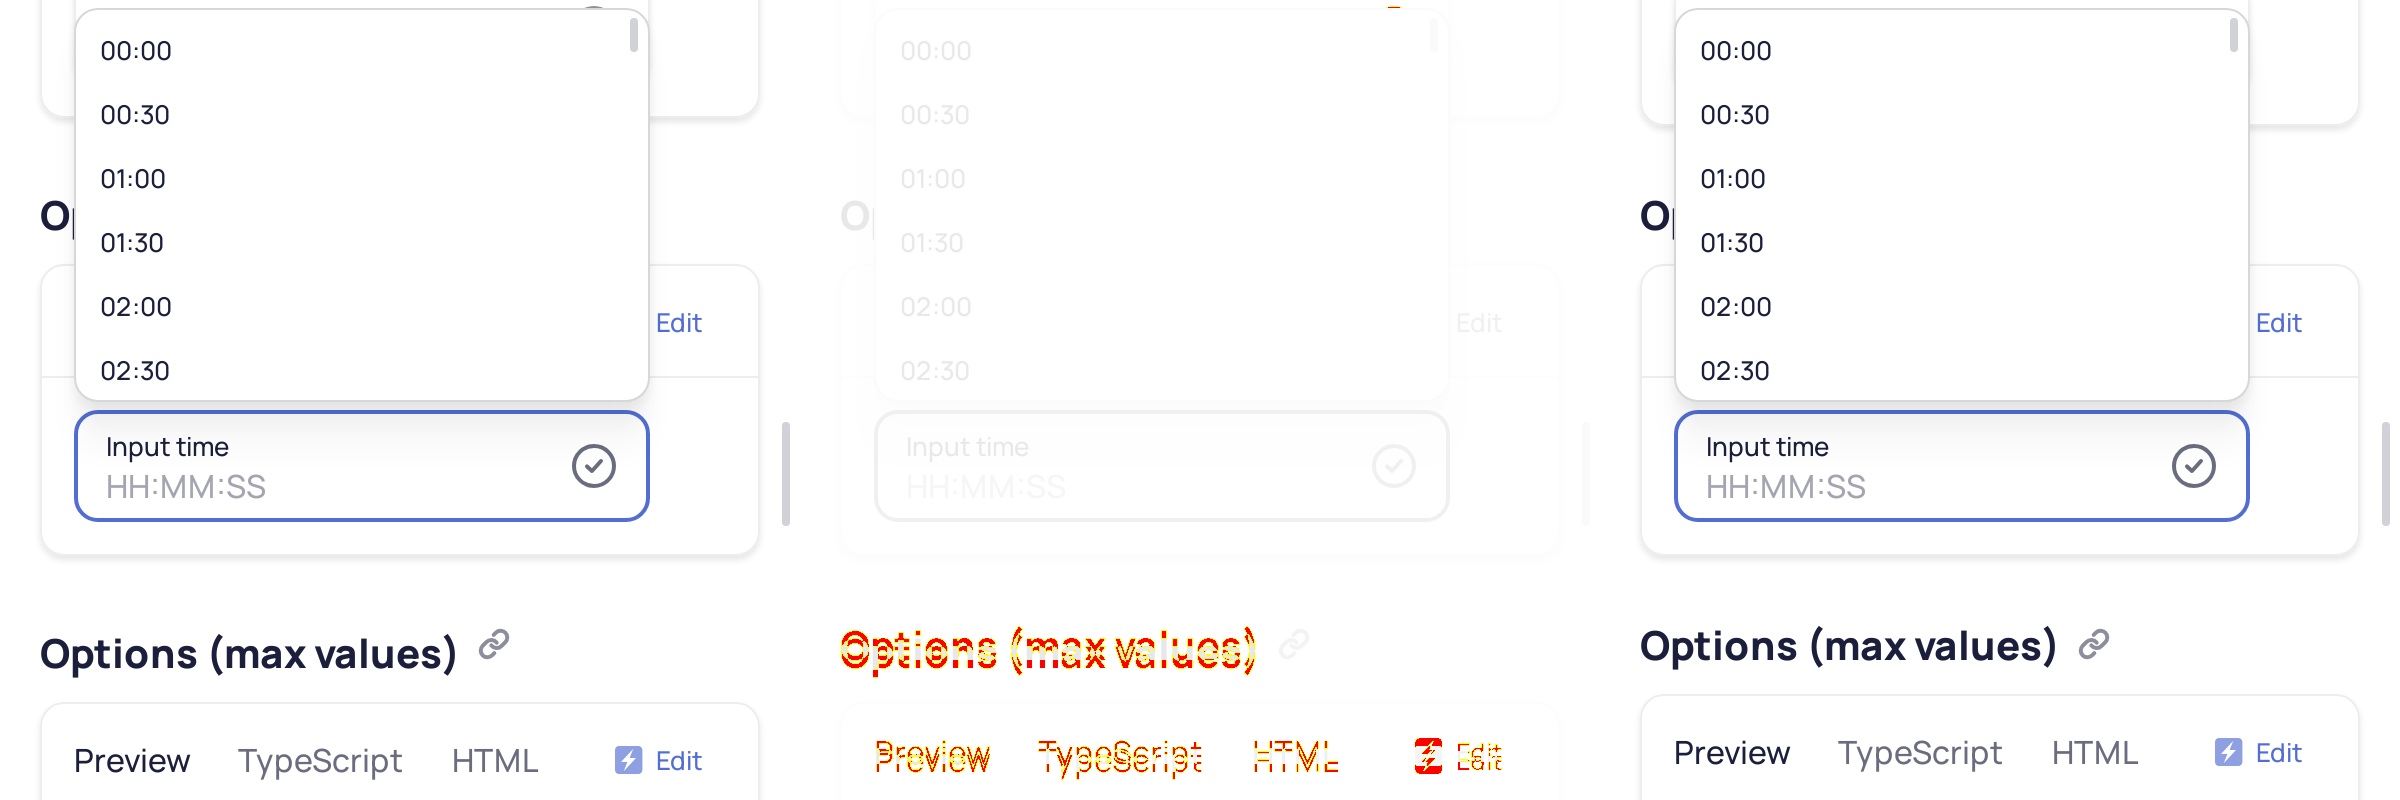 00:00
00:30
01:00
01:30
02:00
02:30
Edit
Input time
HH:MM:SS
Options (max values)
Preview TypeScript HTML Edit
00:00
00:30
01:00
01:30
02:00
02:30
Edit
Input time
HH:MM:SS
Options (max values)
Preview TypeScript HTML Edit
00:00
00:30
01:00
01:30
02:00
02:30
Edit
Input time
HH:MM:SS
Options (max values)
Preview TypeScript HTML Edit